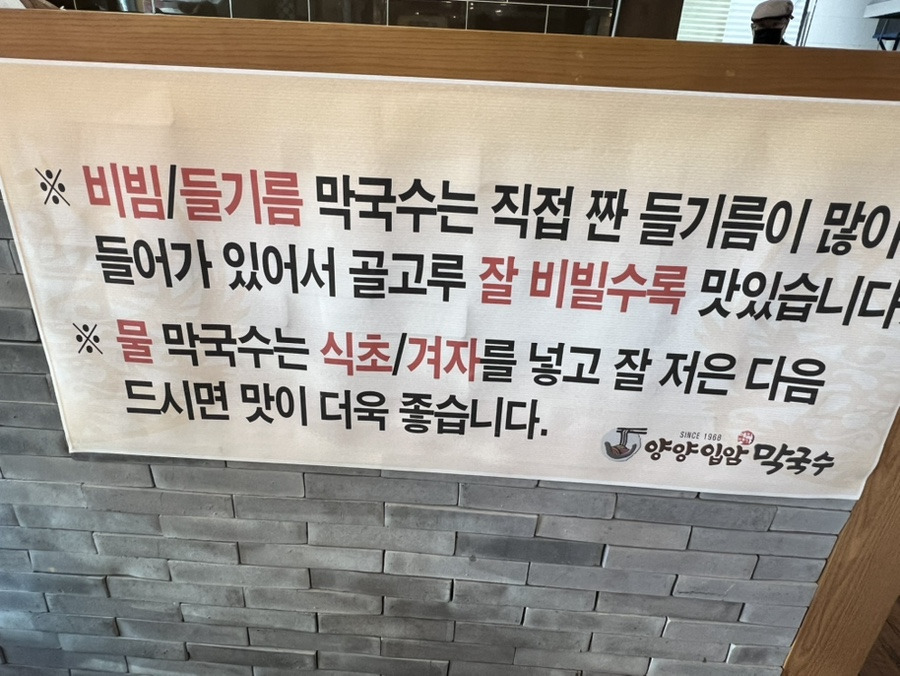 ※ 비빔/들기름 막국수는 직접 짠 들기름이 많이
들어가 있어서 골고루 잘 비빌수록 맛있습니다.
※ 물 막국수는 식초/겨자를 넣고 잘 저은 다음
드시면 맛이 더욱 좋습니다.
SINCE 1968
양양입암 막국수